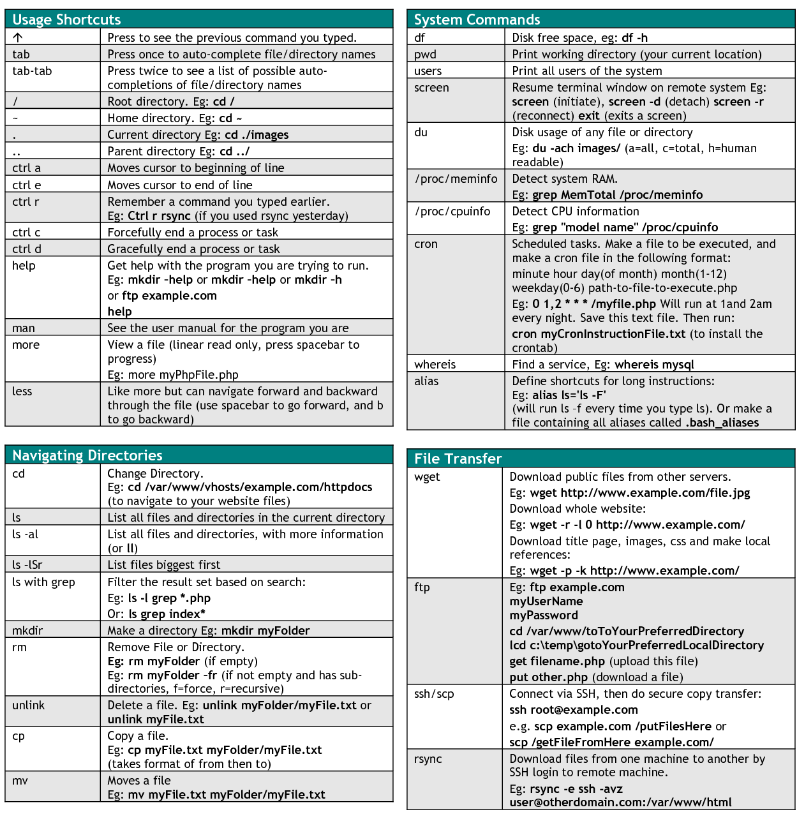 Usage Shortcuts
↑ Press to see the previous command you typed.
tab Press once to auto-complete file/directory names
tab-tab Press twice to see a list of possible auto-
completions of file/directory names
/ Root directory. Eg: cd /
~ Home directory. Eg: cd ~
. Current directory Eg: cd ./images
.. Parent directory Eg: cd ../
ctrl a Moves cursor to beginning of line
ctrl e Moves cursor to end of line
ctrl r Remember a command you typed earlier.
Eg: Ctrl r rsync (if you used rsync yesterday)
ctrl c Forcefully end a process or task
ctrl d Gracefully end a process or task
help Get help with the program you are trying to run.
Eg: mkdir –help or mkdir –help or mkdir –h
or ftp example.com
help
man See the user manual for the program you are
more View a file (linear read only, press spacebar to
progress)
Eg: more myPhpFile.php
less Like more but can navigate forward and backward
through the file (use spacebar to go forward, and b
to go backward)
Navigating Directories
cd Change Directory.
Eg: cd /var/www/vhosts/example.com/httpdocs
(to navigate to your website files)
ls List all files and directories in the current directory
ls -al List all files and directories, with more information
(or ll)
ls –lSr List files biggest first
ls with grep Filter the result set based on search:
Eg: ls -l grep *.php
Or: ls grep index*
mkdir Make a directory Eg: mkdir myFolder
rm Remove File or Directory.
Eg: rm myFolder (if empty)
Eg: rm myFolder –fr (if not empty and has sub-
directories, f=force, r=recursive)
unlink Delete a file. Eg: unlink myFolder/myFile.txt or
unlink myFile.txt
cp Copy a file.
Eg: cp myFile.txt myFolder/myFile.txt
(takes format of from then to)
mv Moves a file
Eg: mv myFile.txt myFolder/myFile.txt
System Commands
df Disk free space, eg: df -h
pwd Print working directory (your current location)
users Print all users of the system
screen Resume terminal window on remote system Eg:
screen (initiate), screen -d (detach) screen -r
(reconnect) exit (exits a screen)
du Disk usage of any file or directory
Eg: du -ach images/ (a=all, c=total, h=human
readable)
/proc/meminfo Detect system RAM.
Eg: grep MemTotal /proc/meminfo
/proc/cpuinfo Detect CPU information
Eg: grep "model name" /proc/cpuinfo
cron Scheduled tasks. Make a file to be executed, and
make a cron file in the following format:
minute hour day(of month) month(1-12)
weekday(0-6) path-to-file-to-execute.php
Eg: 0 1,2 * * * /myfile.php Will run at 1and 2am
every night. Save this text file. Then run:
cron myCronInstructionFile.txt (to install the
crontab)
whereis Find a service, Eg: whereis mysql
alias Define shortcuts for long instructions:
Eg: alias ls='ls -F'
(will run ls –f every time you type ls). Or make a
file containing all aliases called .bash_aliases
File Transfer
wget Download public files from other servers.
Eg: wget http://www.example.com/file.jpg
Download whole website:
Eg: wget -r -l 0 http://www.example.com/
Download title page, images, css and make local
references:
Eg: wget -p -k http://www.example.com/
ftp Eg: ftp example.com
myUserName
myPassword
cd /var/www/toToYourPreferredDirectory
lcd c:\temp\gotoYourPreferredLocalDirectory
get filename.php (upload this file)
put other.php (download a file)
ssh/scp Connect via SSH, then do secure copy transfer:
ssh root@example.com
e.g. scp example.com /putFilesHere or
scp /getFileFromHere example.com/
rsync Download files from one machine to another by
SSH login to remote machine.
Eg: rsync -e ssh -avz
user@otherdomain.com:/var/www/html